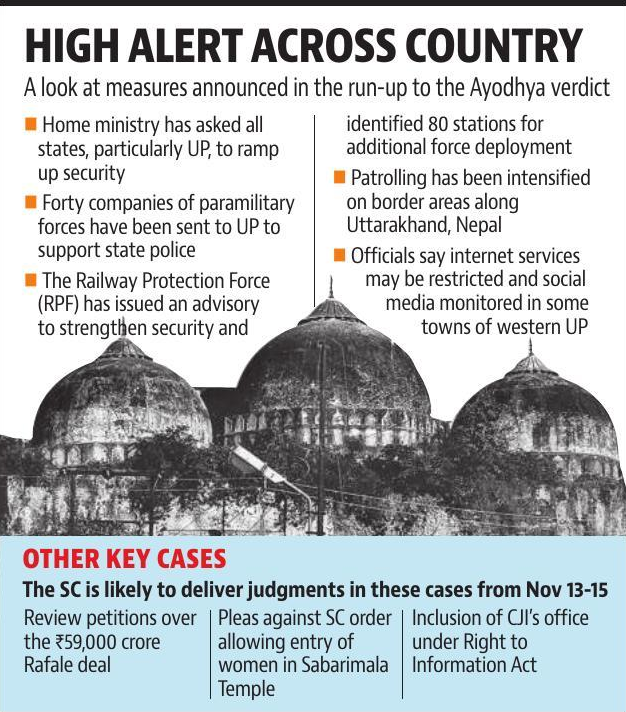 HIGH ALERT ACROSS COUNTRY
A look at measures announced in the run-up to the Ayodhya verdict
Home ministry has asked all
states, particularly UP, to ramp
up security
Forty companies of paramilitary
forces have been sent to UP to
support state police
The Railway Protection Force
(RPF) has issued an advisory
to strengthen security and
identified 80 stations for
additional force deployment
Patrolling has been intensified
on border areas along
Uttarakhand, Nepal
Officials say internet services
may be restricted and social
media monitored in some
towns of western UP
OTHER KEY CASES
The SC is likely to deliver judgments in these cases from Nov 13-15
Review petitions over
the ₹59,000 crore
Rafale deal
Pleas against SC order
allowing entry of
women in Sabarimala
Temple
Inclusion of CJI's office
under Right to
Information Act